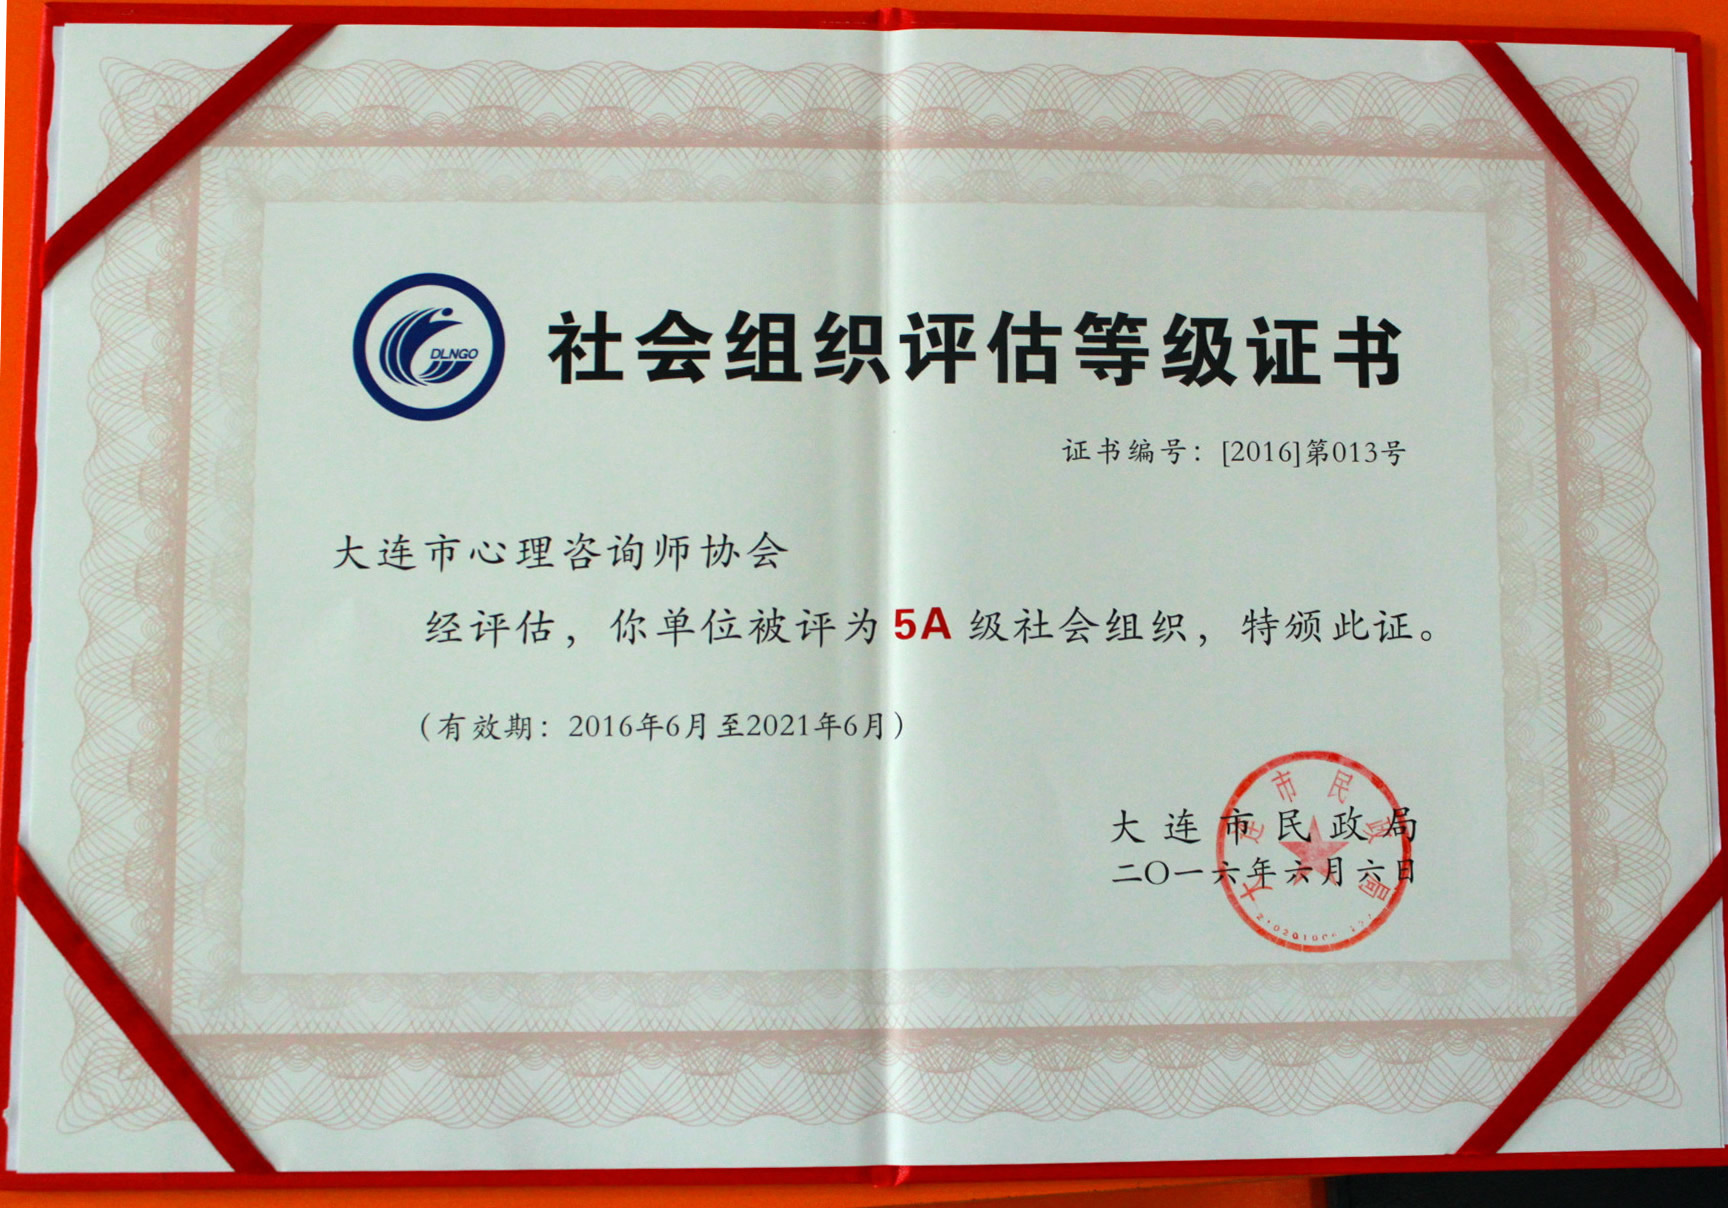 DLNGO
社会组织评估等级证书
证书编号：[2016]第013号
大连市心理咨询师协会
经评估，你单位被评为5A级社会组织，特颁此证。
（有效期：2016年6月至2021年6月）
大连市民政局
二〇一六年六月六日
大连市民政局